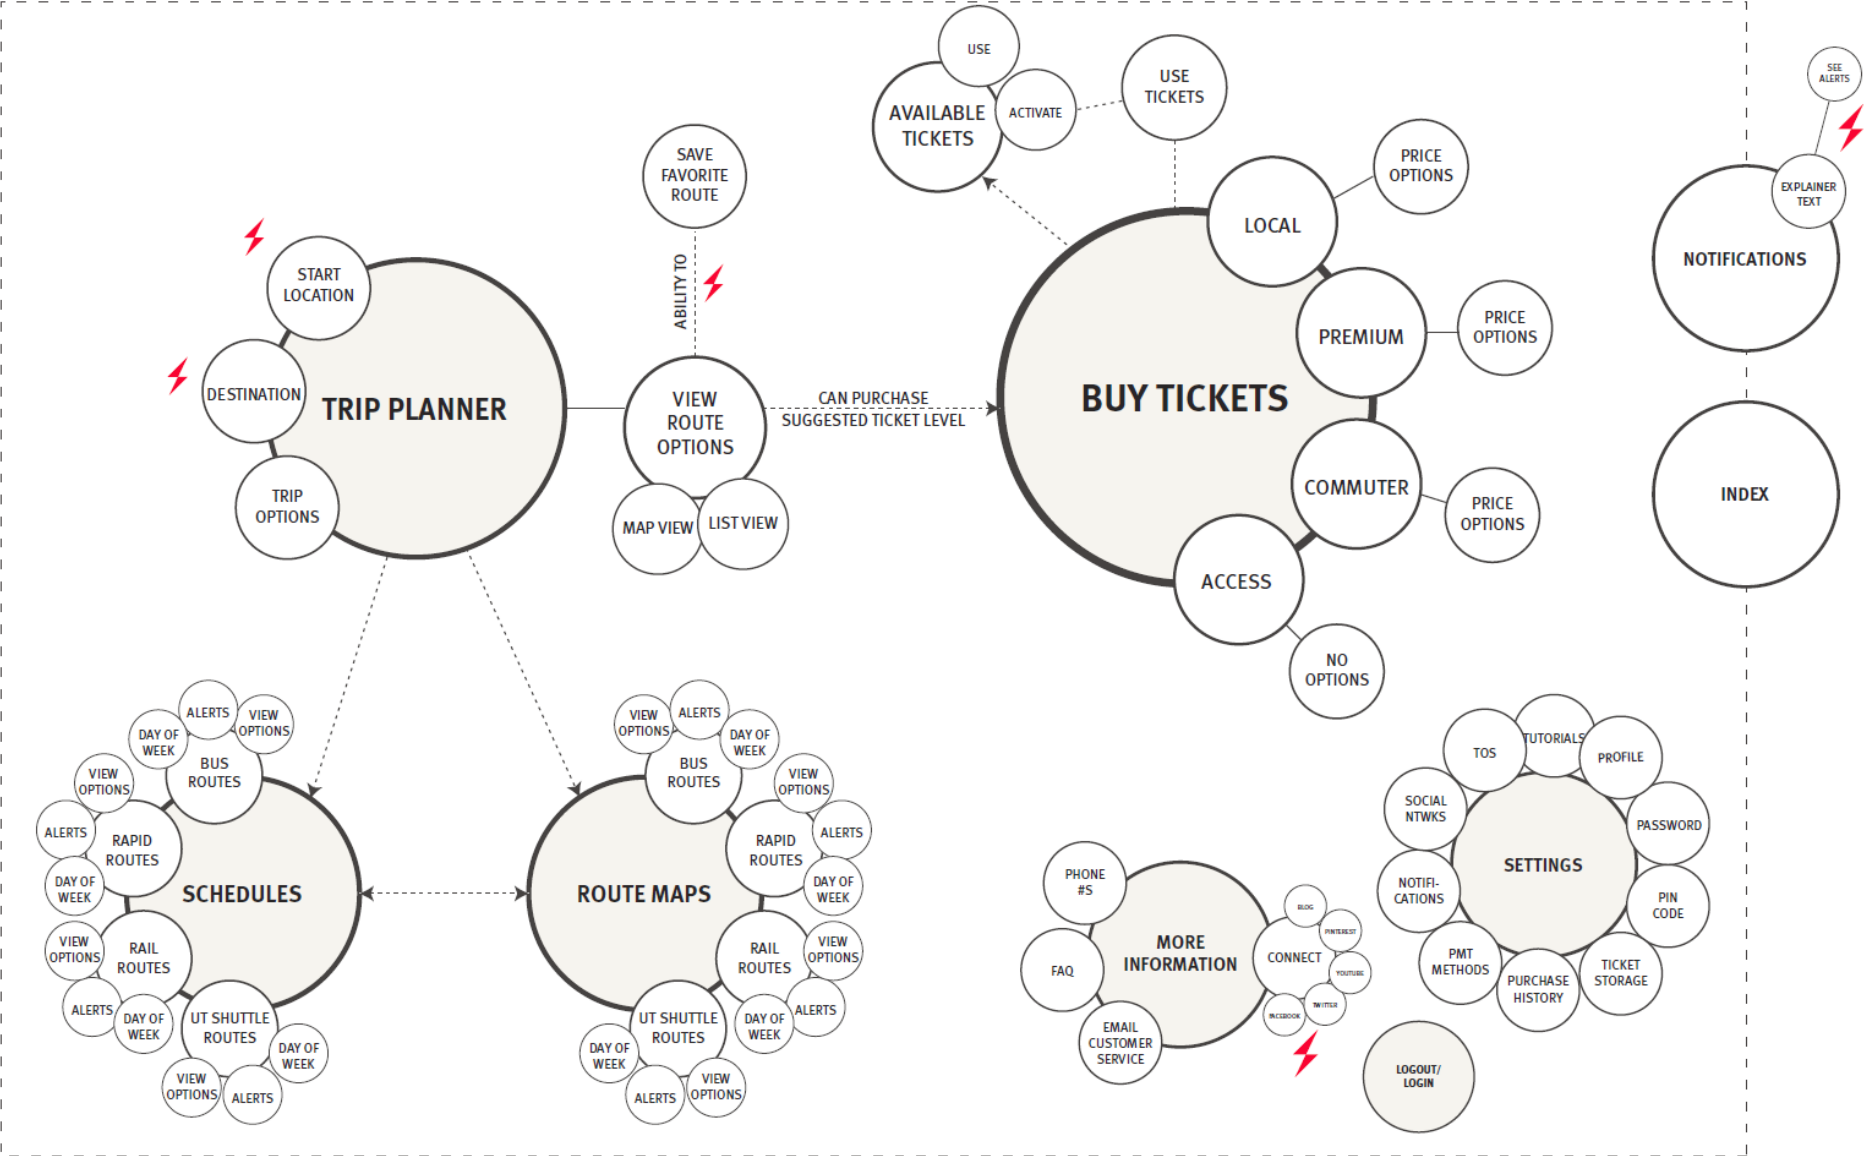 USE
USE
TICKETS
AVAILABLE
TICKETS
ACTIVATE
SEE
ALERTS
SAVE
FAVORITE
ROUTE
PRICE
OPTIONS
EXPLAINER
TEXT
LOCAL
NOTIFICATIONS
START
LOCATION
ABILITY TO
PREMIUM
PRICE
OPTIONS
DESTINATION
TRIP PLANNER
VIEW
ROUTE
OPTIONS
CAN PURCHASE
SUGGESTED TICKET LEVEL
BUY TICKETS
TRIP
OPTIONS
MAP VIEW
LIST VIEW
COMMUTER
PRICE
OPTIONS
INDEX
ACCESS
NO
OPTIONS
ALERTS
VIEW
OPTIONS
DAY OF
WEEK
BUS
ROUTES
VIEW
OPTIONS
ALERTS
RAPID
ROUTES
DAY OF
WEEK
SCHEDULES
VIEW
OPTIONS
RAIL
ROUTES
ALERTS
DAY OF
WEEK
UT SHUTTLE
ROUTES
DAY OF
WEEK
VIEW
OPTIONS
ALERTS
VIEW
OPTIONS
ALERTS
DAY OF
WEEK
BUS
ROUTES
VIEW
OPTIONS
RAPID
ROUTES
ALERTS
DAY OF
WEEK
ROUTE MAPS
RAIL
ROUTES
VIEW
OPTIONS
ALERTS
DAY OF
WEEK
UT SHUTTLE
ROUTES
DAY OF
WEEK
ALERTS
VIEW
OPTIONS
PHONE
#S
FAQ
EMAIL
CUSTOMER
SERVICE
MORE
INFORMATION
CONNECT
BLOG
PINTEREST
YOUTUBE
TWITTER
FACEBOOK
TOS
TUTORIALS
PROFILE
SOCIAL
NTWKS
PASSWORD
SETTINGS
NOTIFI-
CATIONS
PIN
CODE
PMT
METHODS
PURCHASE
HISTORY
TICKET
STORAGE
LOGOUT/
LOGIN